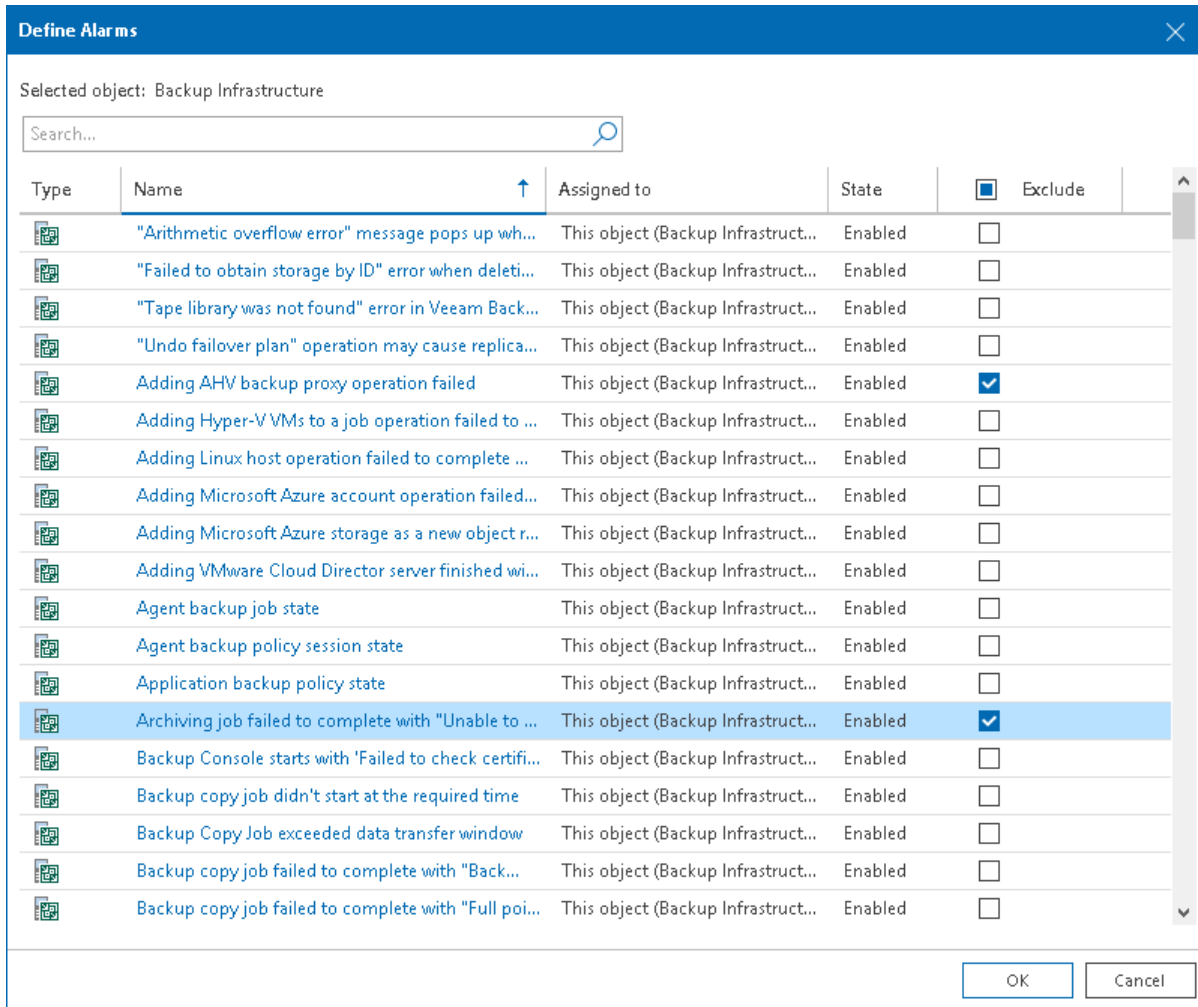 Define Alarms
Selected object: Backup Infrastructure
Search...
Type Name Assigned to State Exclude
"Arithmetic overflow error" message pops up wh... This object (Backup Infrastruct... Enabled
"Failed to obtain storage by ID" error when deleti... This object (Backup Infrastruct... Enabled
"Tape library was not found" error in Veeam Back... This object (Backup Infrastruct... Enabled
"Undo failover plan" operation may cause replica... This object (Backup Infrastruct... Enabled
Adding AHV backup proxy operation failed This object (Backup Infrastruct... Enabled
Adding Hyper-V VMs to a job operation failed to ... This object (Backup Infrastruct... Enabled
Adding Linux host operation failed to complete ... This object (Backup Infrastruct... Enabled
Adding Microsoft Azure account operation failed... This object (Backup Infrastruct... Enabled
Adding Microsoft Azure storage as a new object r... This object (Backup Infrastruct... Enabled
Adding VMware Cloud Director server finished wi... This object (Backup Infrastruct... Enabled
Agent backup job state This object (Backup Infrastruct... Enabled
Agent backup policy session state This object (Backup Infrastruct... Enabled
Application backup policy state This object (Backup Infrastruct... Enabled
Archiving job failed to complete with "Unable to ... This object (Backup Infrastruct... Enabled
Backup Console starts with 'Failed to check certifi... This object (Backup Infrastruct... Enabled
Backup copy job didn't start at the required time This object (Backup Infrastruct... Enabled
Backup Copy Job exceeded data transfer window This object (Backup Infrastruct... Enabled
Backup copy job failed to complete with "Back... This object (Backup Infrastruct... Enabled
Backup copy job failed to complete with "Full poi... This object (Backup Infrastruct... Enabled
OK Cancel